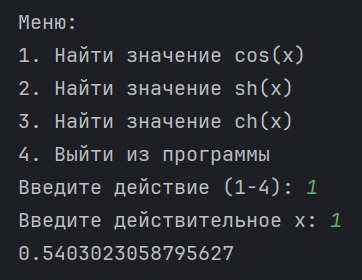 Меню:
1. Найти значение cos(x)
2. Найти значение sh(x)
3. Найти значение ch(x)
4. Выйти из программы
Введите действие (1-4): 1
Введите действительное x: 1
0.5403023058795627